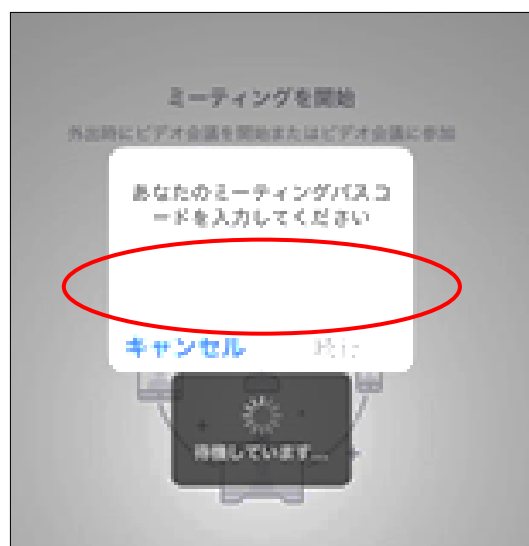 ミーティングを開始
外出時にビデオ会議を開始またはビデオ会議に参加
あなたのミーティングパスコ
ードを入力してください
キャンセル
続行
待機しています...